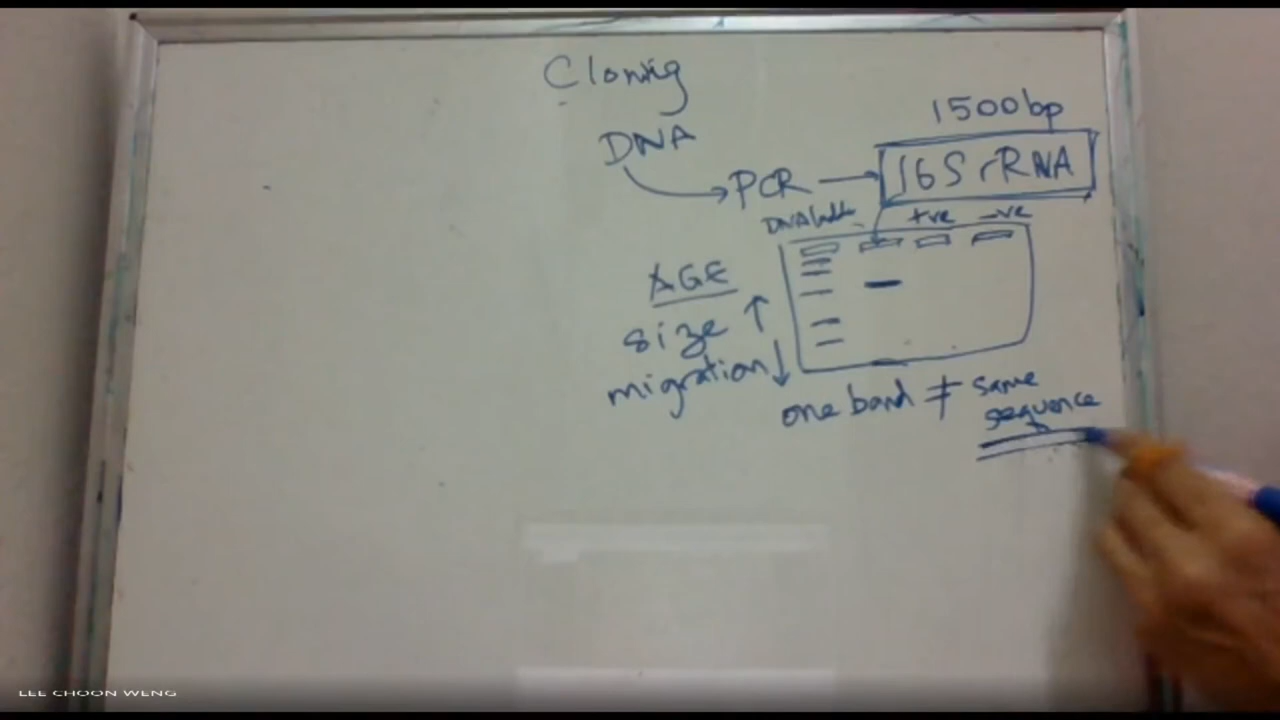 Cloning
DNA
PCR
1500bp
16S rRNA
DNA
+ve
-ve
AGE
size ↑
migration ↓
one band ≠ same
sequence
LEE CHOON WENG